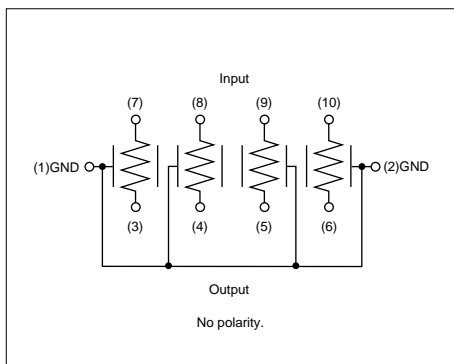 Input
(7) (8) (9) (10)
(1)GND (2)GND
(3) (4) (5) (6)
Output
No polarity.